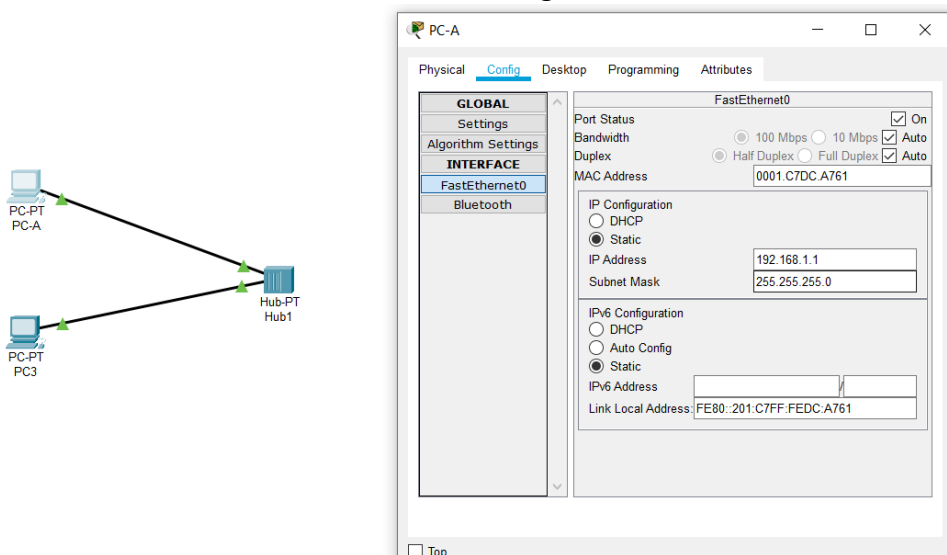 PC-A
Physical Config Desktop Programming Attributes
GLOBAL
Settings
Algorithm Settings
INTERFACE
FastEthernet0
Bluetooth
FastEthernet0
Port Status On
Bandwidth 100 Mbps 10 Mbps Auto
Duplex Half Duplex Full Duplex Auto
MAC Address 0001.C7DC.A761
IP Configuration
DHCP
Static
IP Address 192.168.1.1
Subnet Mask 255.255.255.0
IPv6 Configuration
DHCP
Auto Config
Static
IPv6 Address /
Link Local Address: FE80::201:C7FF:FEDC:A761
Top
PC-PT
PC-A
Hub-PT
Hub1
PC-PT
PC3